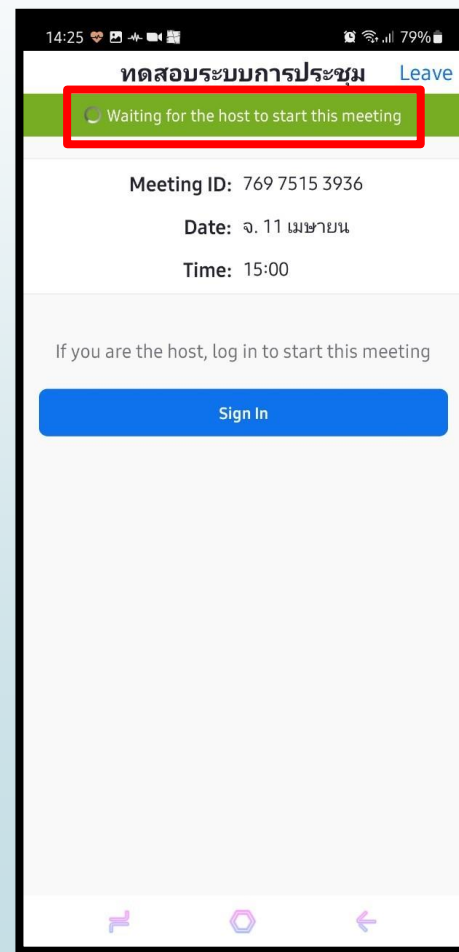 14:25 79%
ทดสอบระบบการประชุม Leave
Waiting for the host to start this meeting
Meeting ID: 769 7515 3936
Date: จ. 11 เมษายน
Time: 15:00
If you are the host, log in to start this meeting
Sign In